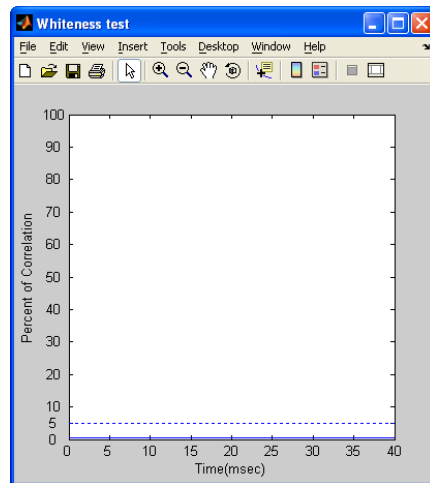 Whiteness test
File Edit View Insert Tools Desktop Window Help
100
90
80
70
60
50
40
30
20
10
5
0
Percent of Correlation
0 5 10 15 20 25 30 35 40
Time(msec)